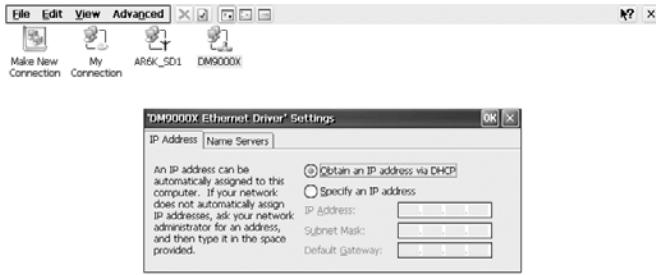 File Edit View Advanced
Make New Connection
My Connection
AR6K_SD1
DM9000X
'DM9000X Ethernet Driver' Settings OK
IP Address Name Servers
An IP address can be
automatically assigned to this
computer. If your network
does not automatically assign
IP addresses, ask your network
administrator for an address,
and then type it in the space
provided.
Obtain an IP address via DHCP
Specify an IP address
IP Address:
Subnet Mask:
Default Gateway: